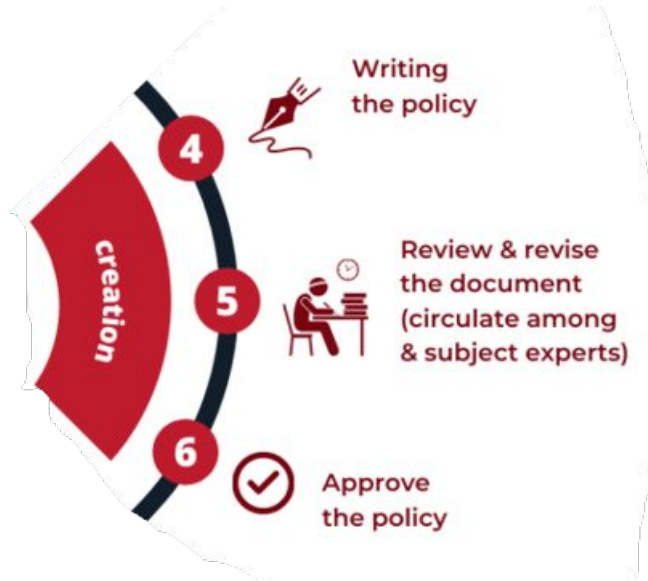 creation
4
Writing
the policy
5
Review & revise
the document
(circulate among
& subject experts)
6
Approve
the policy